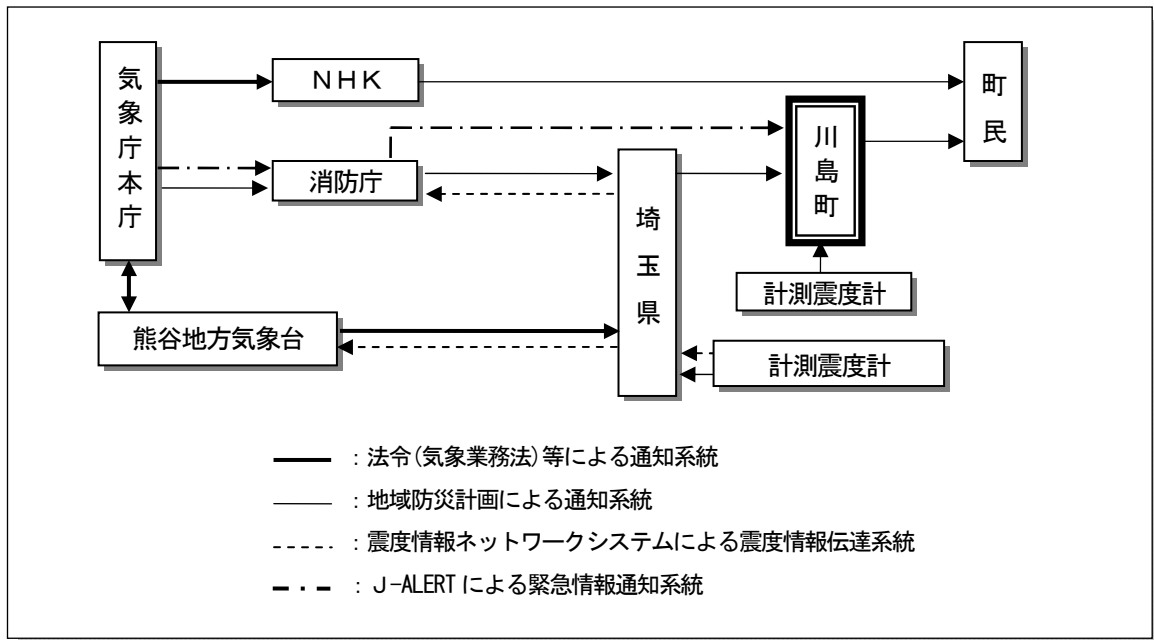 気象庁本庁
ＮＨＫ
町民
川島町
消防庁
埼玉県
計測震度計
熊谷地方気象台
計測震度計
：法令(気象業務法)等による通知系統
：地域防災計画による通知系統
：震度情報ネットワークシステムによる震度情報伝達系統
：Ｊ-ALERTによる緊急情報通知系統